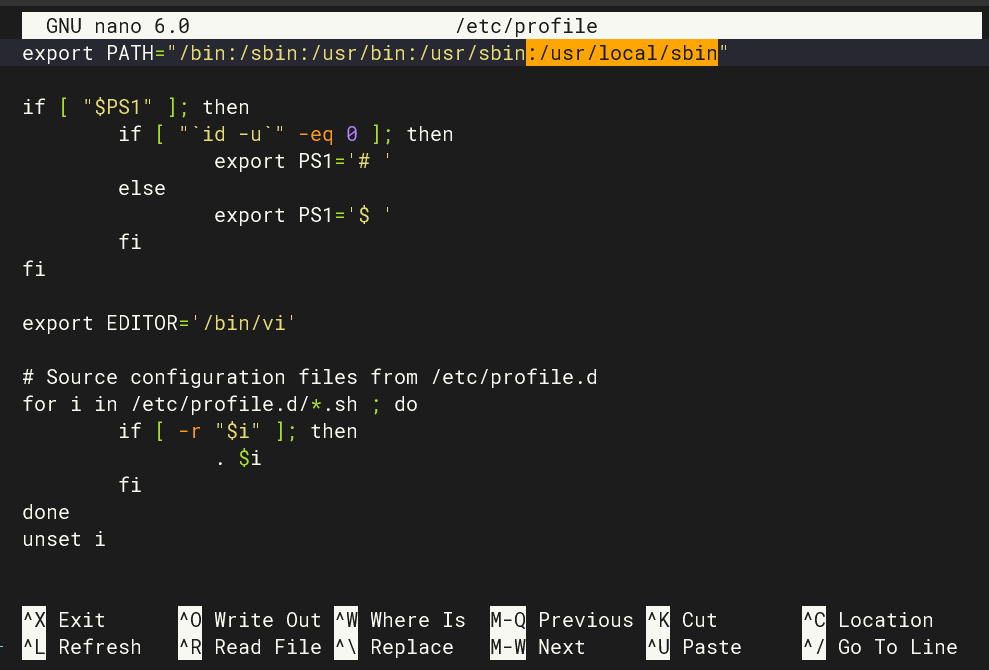 GNU nano 6.0 /etc/profile
export PATH="/bin:/sbin:/usr/bin:/usr/sbin:/usr/local/sbin"
if [ "$PS1" ]; then
if [ "`id -u`" -eq 0 ]; then
export PS1='# '
else
export PS1='$ '
fi
fi
export EDITOR='/bin/vi'
# Source configuration files from /etc/profile.d
for i in /etc/profile.d/*.sh ; do
if [ -r "$i" ]; then
. $i
fi
done
unset i
^X Exit ^O Write Out ^W Where Is M-Q Previous ^K Cut ^C Location
^L Refresh ^R Read File ^\ Replace M-W Next ^U Paste ^/ Go To Line